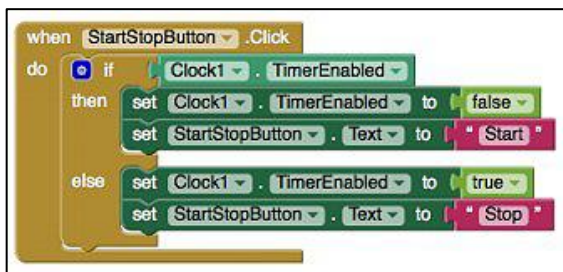 when StartStopButton .Click
do if Clock1 . TimerEnabled
then set Clock1 . TimerEnabled to false
set StartStopButton . Text to " Start "
else set Clock1 . TimerEnabled to true
set StartStopButton . Text to " Stop "